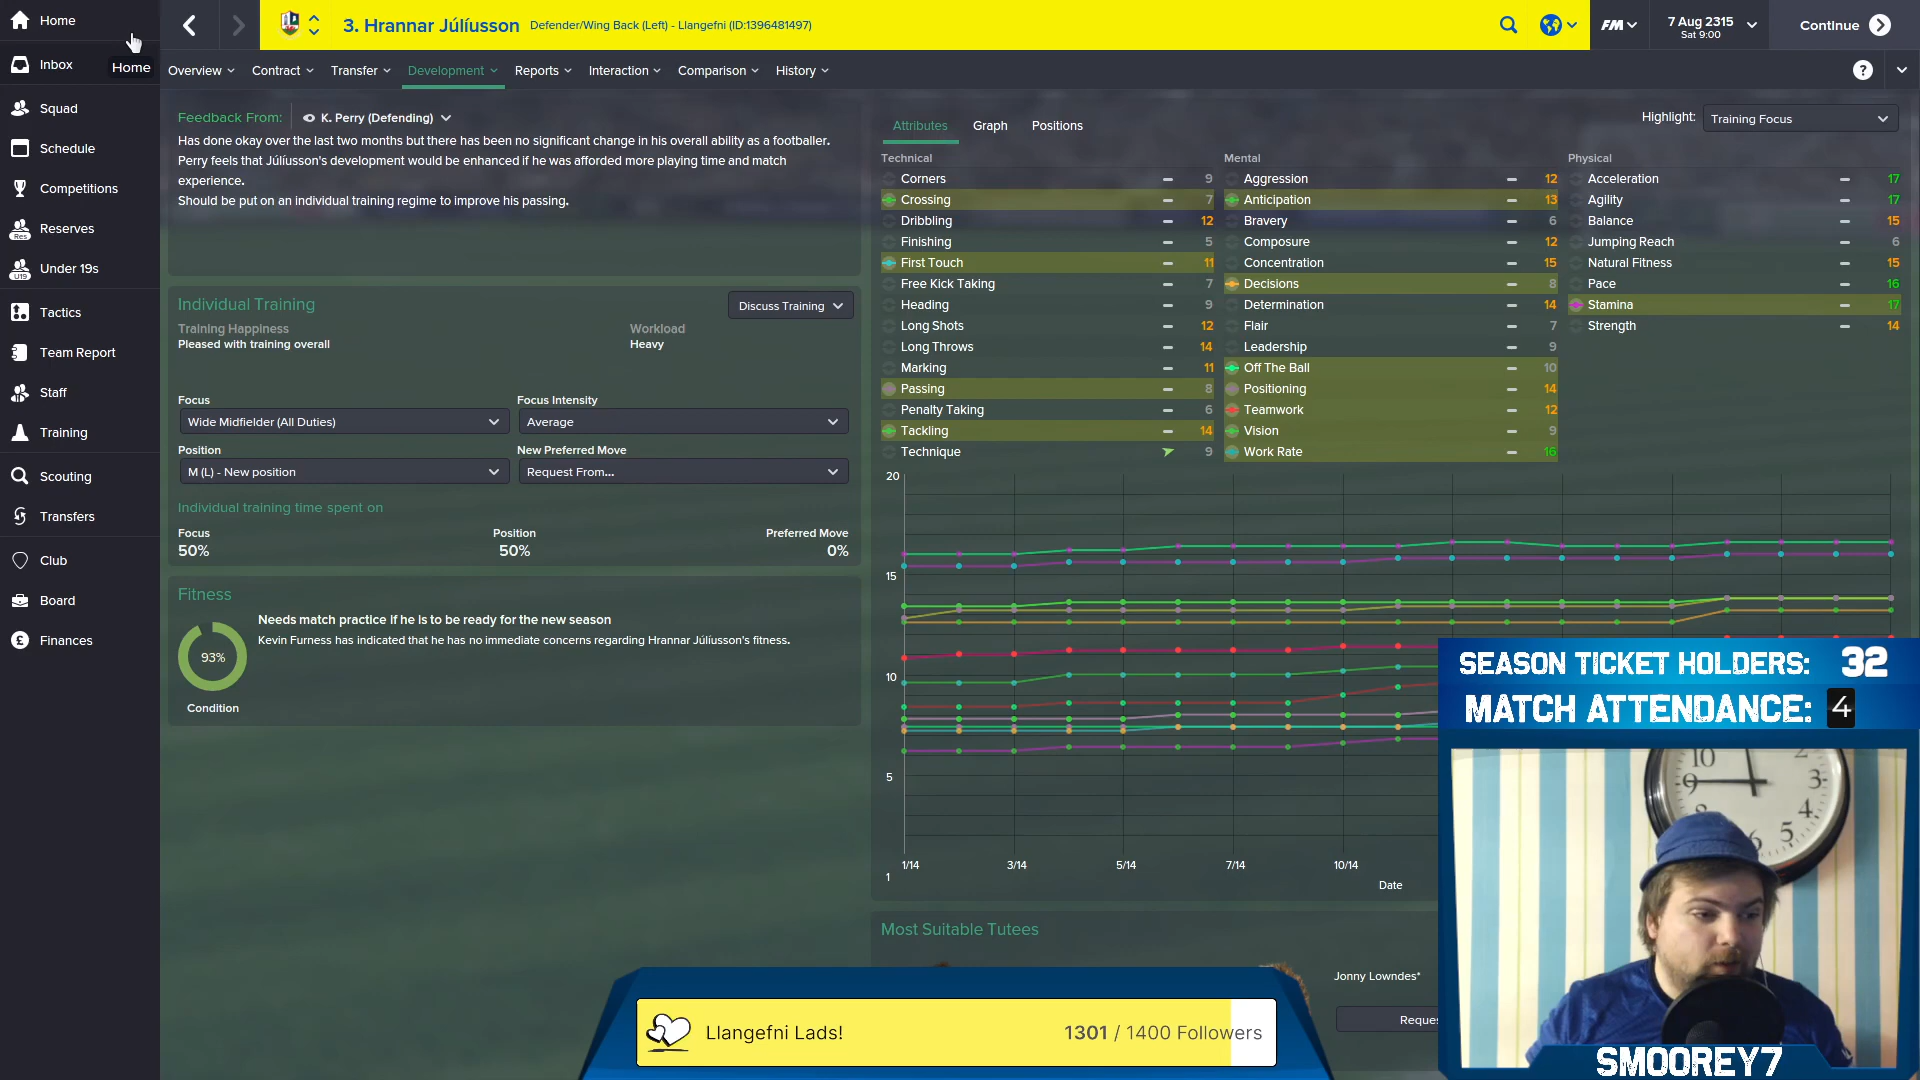 Home
Inbox
Home
Squad
Schedule
Competitions
Reserves
Under 19s
Tactics
Team Report
Staff
Training
Scouting
Transfers
Club
Board
Finances
3. Hrannar Júlíusson Defender/Wing Back (Left) - Llangefni (ID:1396481497)
FM
7 Aug 2315
Sat 9:00
Continue
Overview Contract Transfer Development Reports Interaction Comparison History
Feedback From: K. Perry (Defending)
Has done okay over the last two months but there has been no significant change in his overall ability as a footballer.
Perry feels that Júlíusson's development would be enhanced if he was afforded more playing time and match
experience.
Should be put on an individual training regime to improve his passing.
Individual Training
Discuss Training
Training Happiness Workload
Pleased with training overall Heavy
Focus Focus Intensity
Wide Midfielder (All Duties) Average
Position New Preferred Move
M (L) - New position Request From...
Individual training time spent on
Focus Position Preferred Move
50% 50% 0%
Fitness
Needs match practice if he is to be ready for the new season
Kevin Furness has indicated that he has no immediate concerns regarding Hrannar Júlíusson's fitness.
93%
Condition
Attributes Graph Positions
Highlight: Training Focus
Technical Mental Physical
Corners 9 Aggression 12 Acceleration 17
Crossing 7 Anticipation 13 Agility 17
Dribbling 12 Bravery 6 Balance 15
Finishing 5 Composure 12 Jumping Reach 6
First Touch 11 Concentration 15 Natural Fitness 15
Free Kick Taking 7 Decisions 8 Pace 16
Heading 9 Determination 14 Stamina 17
Long Shots 12 Flair 7 Strength 14
Long Throws 14 Leadership 9
Marking 11 Off The Ball 10
Passing 8 Positioning 14
Penalty Taking 6 Teamwork 12
Tackling 14 Vision 9
Technique 9 Work Rate 16
20
15
10
5
1
1/14 3/14 5/14 7/14 10/14
Date
Most Suitable Tutees
Jonny Lowndes*
Reque
Llangefni Lads! 1301 / 1400 Followers
SEASON TICKET HOLDERS: 32
MATCH ATTENDANCE: 4
10
9
3
5
6
SMOOREY7